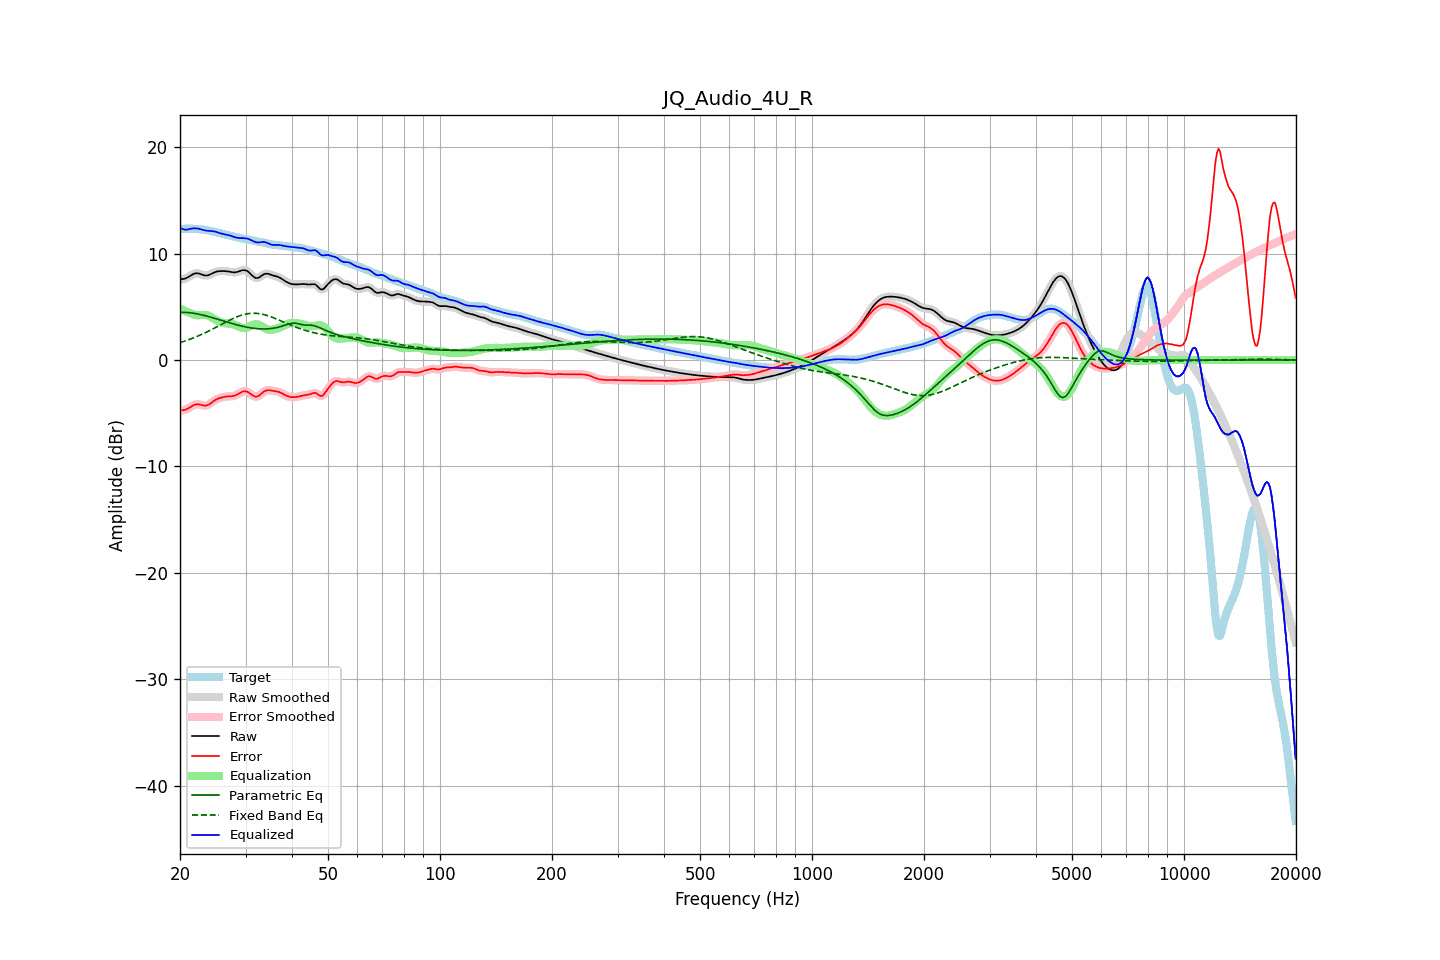 JQ_Audio_4U_R
20
10
0
−10
−20
−30
−40
Amplitude (dBr)
Target
Raw Smoothed
Error Smoothed
Raw
Error
Equalization
Parametric Eq
Fixed Band Eq
Equalized
20 50 100 200 500 1000 2000 5000 10000 20000
Frequency (Hz)